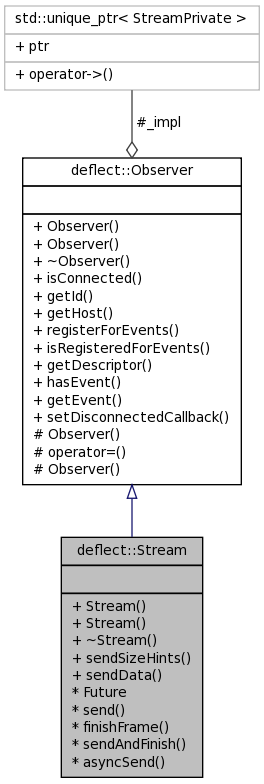 std::unique_ptr< StreamPrivate >
+ ptr
+ operator->()
#_impl
deflect::Observer
+ Observer()
+ Observer()
+ ~Observer()
+ isConnected()
+ getId()
+ getHost()
+ registerForEvents()
+ isRegisteredForEvents()
+ getDescriptor()
+ hasEvent()
+ getEvent()
+ setDisconnectedCallback()
# Observer()
# operator=()
# Observer()
deflect::Stream
+ Stream()
+ Stream()
+ ~Stream()
+ sendSizeHints()
+ sendData()
* Future
* send()
* finishFrame()
* sendAndFinish()
* asyncSend()